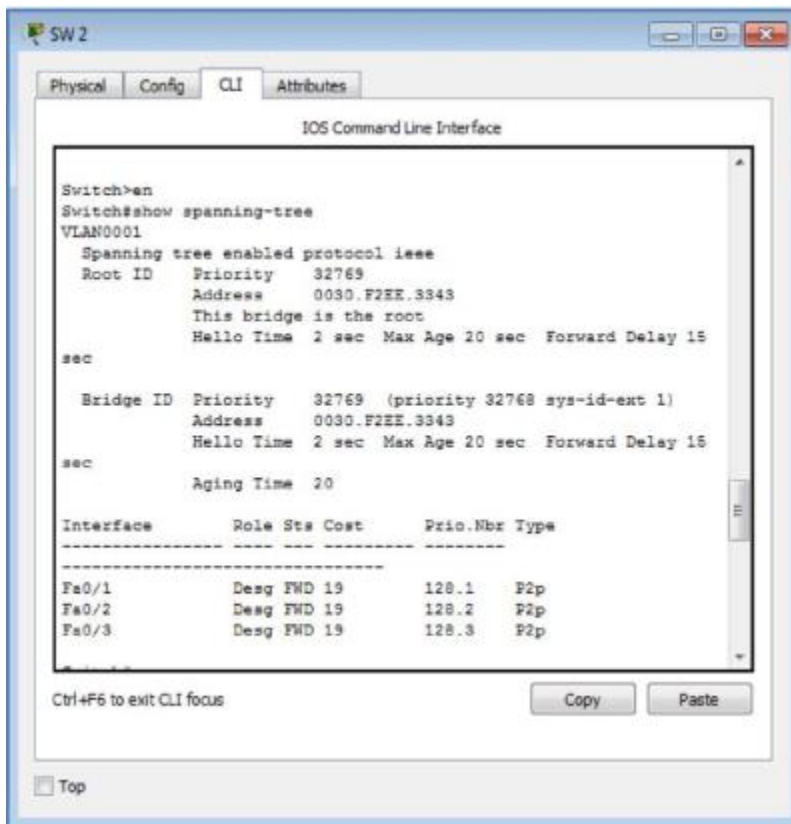 SW 2
Physical Config CLI Attributes
IOS Command Line Interface
Switch>en
Switch#show spanning-tree
VLAN0001
Spanning tree enabled protocol ieee
Root ID Priority 32769
Address 0030.F2EE.3343
This bridge is the root
Hello Time 2 sec Max Age 20 sec Forward Delay 15
sec
Bridge ID Priority 32769 (priority 32768 sys-id-ext 1)
Address 0030.F2EE.3343
Hello Time 2 sec Max Age 20 sec Forward Delay 15
sec
Aging Time 20
Interface Role Sts Cost Prio.Nbr Type
---------------- ---- --- --------- --------
--------------------------------
Fa0/1 Desg FWD 19 128.1 P2p
Fa0/2 Desg FWD 19 128.2 P2p
Fa0/3 Desg FWD 19 128.3 P2p
Ctrl+F6 to exit CLI focus
Copy Paste
Top